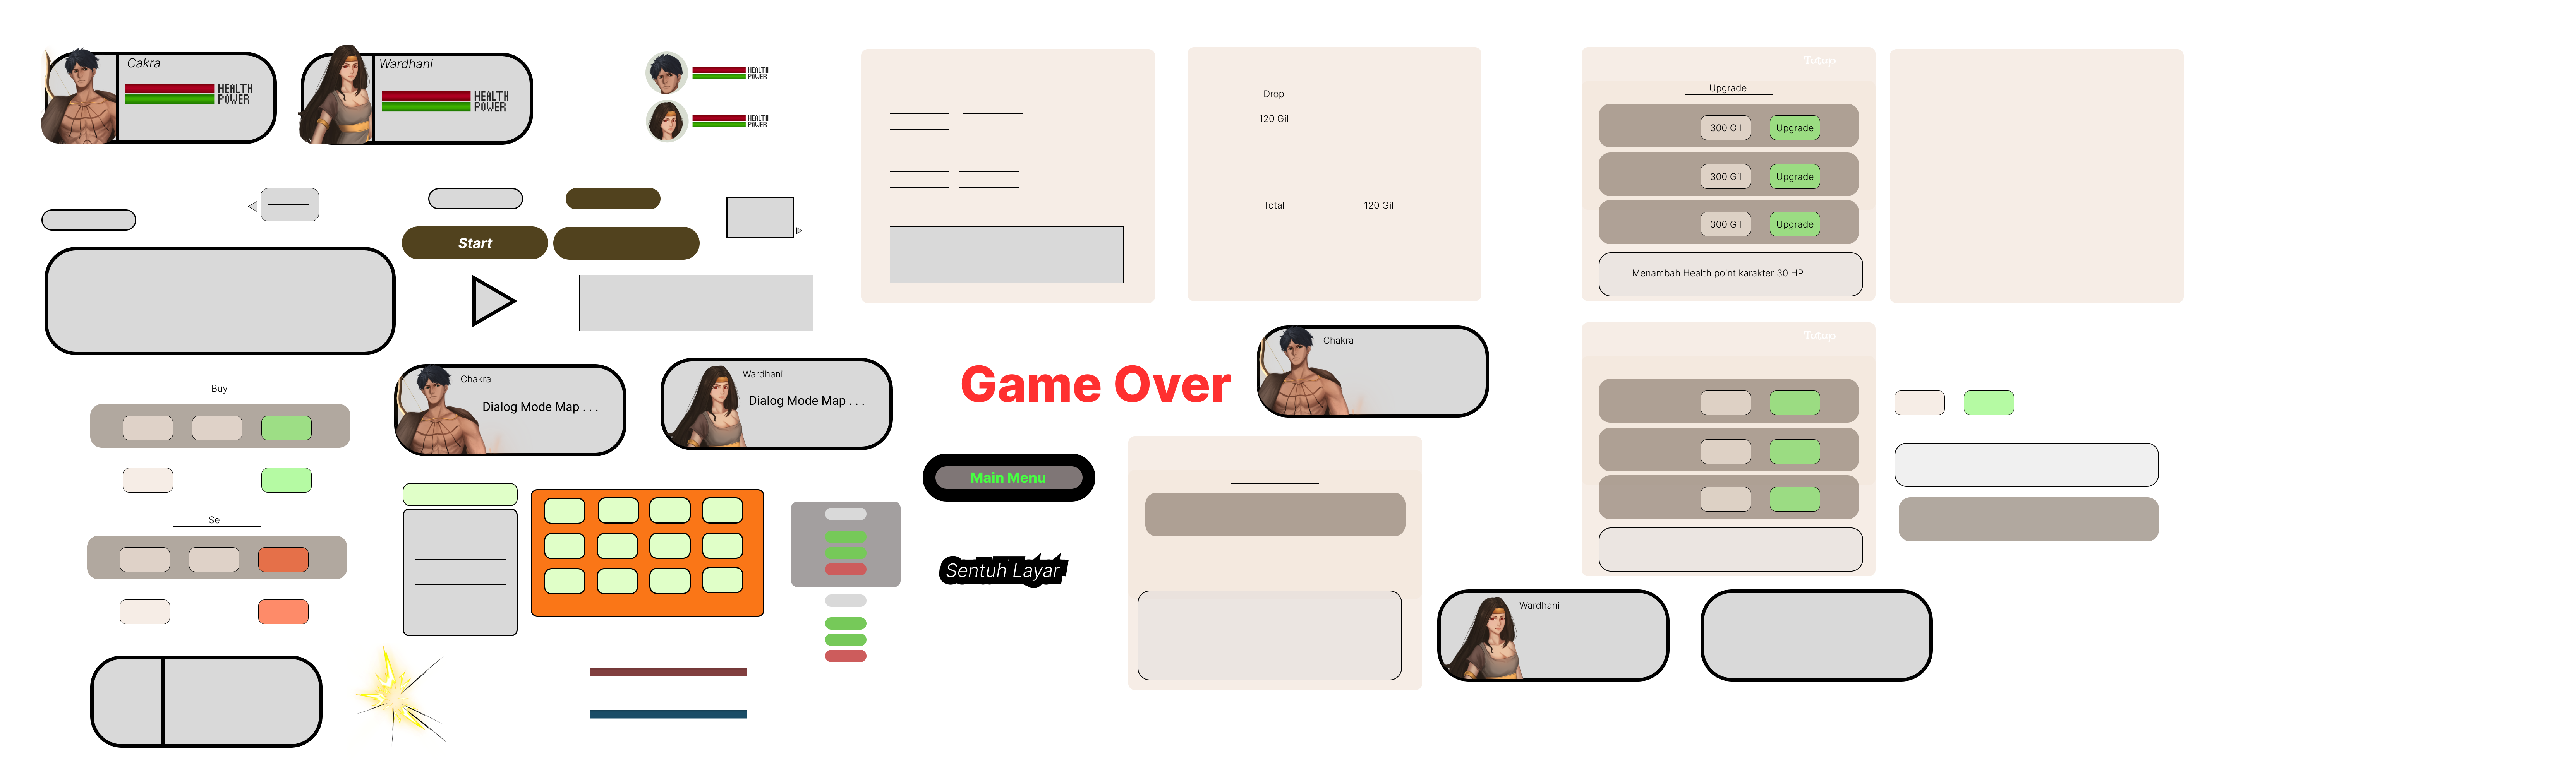 Cakra
HEALTH
POWER
Wardhani
HEALTH
POWER
HEALTH
POWER
HEALTH
POWER
Drop
120 Gil
Total
120 Gil
Tutup
Upgrade
300 Gil
Upgrade
300 Gil
Upgrade
300 Gil
Upgrade
Menambah Health point karakter 30 HP
Start
Buy
Chakra
Dialog Mode Map . . .
Wardhani
Dialog Mode Map . . .
Game Over
Chakra
Tutup
Main Menu
Sell
Sentuh Layar
Wardhani